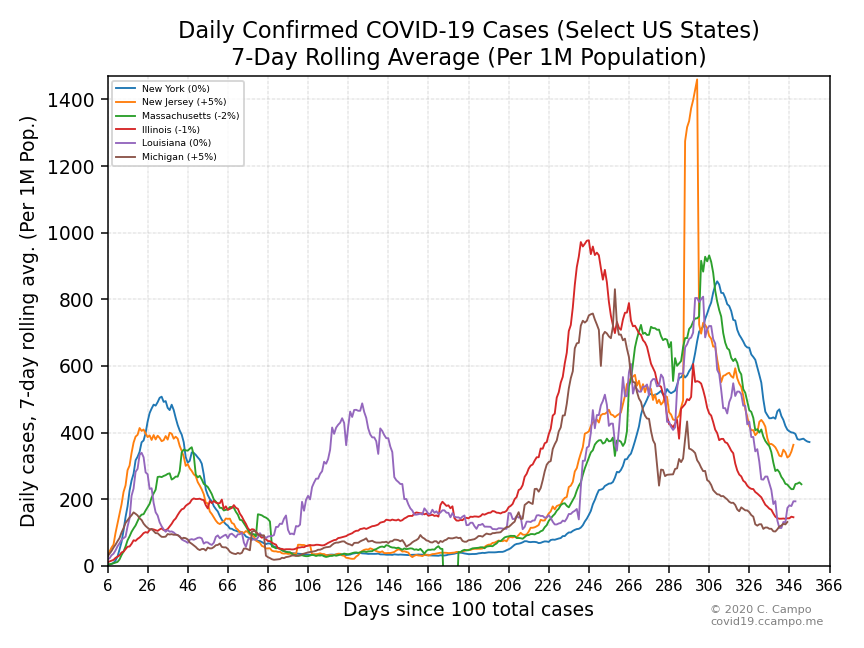 Daily Confirmed COVID-19 Cases (Select US States)
7-Day Rolling Average (Per 1M Population)
Daily cases, 7-day rolling avg. (Per 1M Pop.)
1400
1200
1000
800
600
400
200
0
New York (0%)
New Jersey (+5%)
Massachusetts (-2%)
Illinois (-1%)
Louisiana (0%)
Michigan (+5%)
6 26 46 66 86 106 126 146 166 186 206 226 246 266 286 306 326 346 366
Days since 100 total cases
© 2020 C. Campo
covid19.ccampo.me